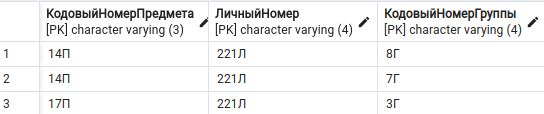 КодовыйНомерПредмета ЛичныйНомер КодовыйНомерГруппы
[PK] character varying (3) [PK] character varying (4) [PK] character varying (4)
1 14П 221Л 8Г
2 14П 221Л 7Г
3 17П 221Л 3Г